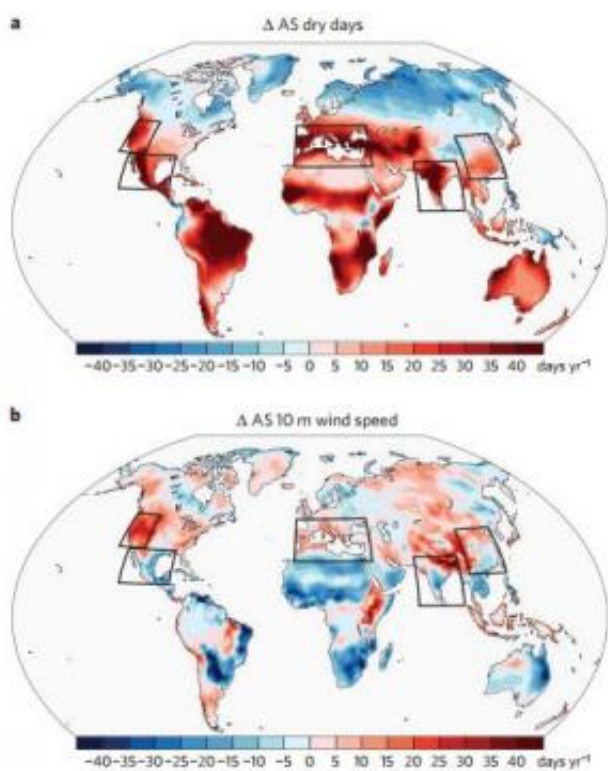 a
Δ AS dry days
−40−35−30−25−20−15−10 −5 0 5 10 15 20 25 30 35 40 days yr⁻¹
b
Δ AS 10 m wind speed
−40−35−30−25−20−15−10 −5 0 5 10 15 20 25 30 35 40 days yr⁻¹